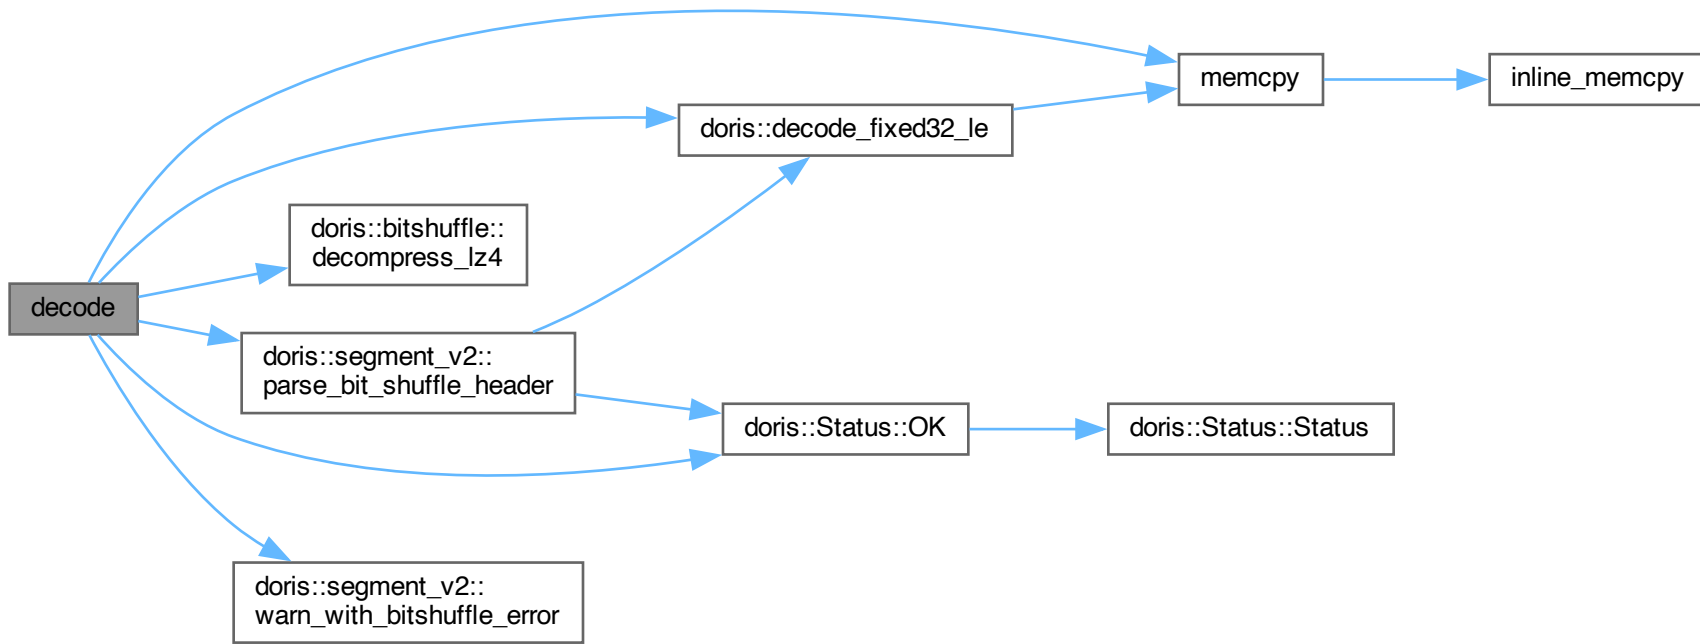 memcpy
inline_memcpy
doris::decode_fixed32_le
doris::bitshuffle::
decompress_lz4
decode
doris::segment_v2::
parse_bit_shuffle_header
doris::Status::OK
doris::Status::Status
doris::segment_v2::
warn_with_bitshuffle_error